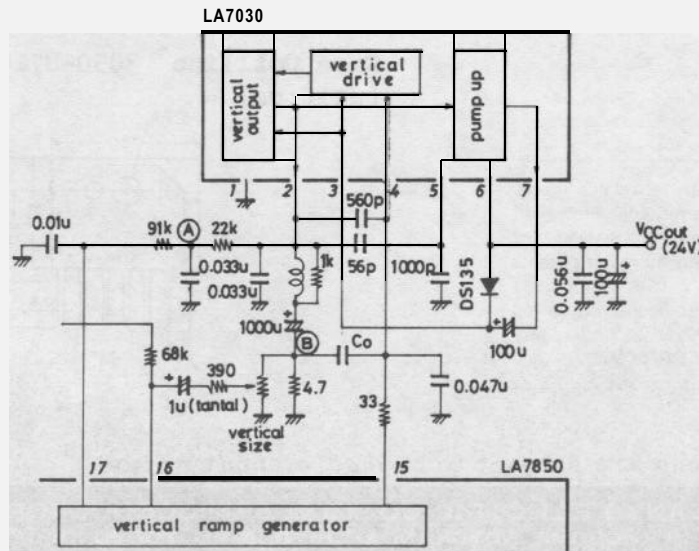 LA7030
vertical
drive
vertical
output
pump up
1 2 3 4 5 6 7
560p
0.01u
91k
A
22k
VCC out
(24V)
1k
56p
1000p
DS135
0.056u
100u
0.033u
0.033u
1000u
100u
B
Co
68k
390
4.7
0.047u
1u (tantal)
33
vertical
size
17 16 15
LA7850
vertical ramp generator